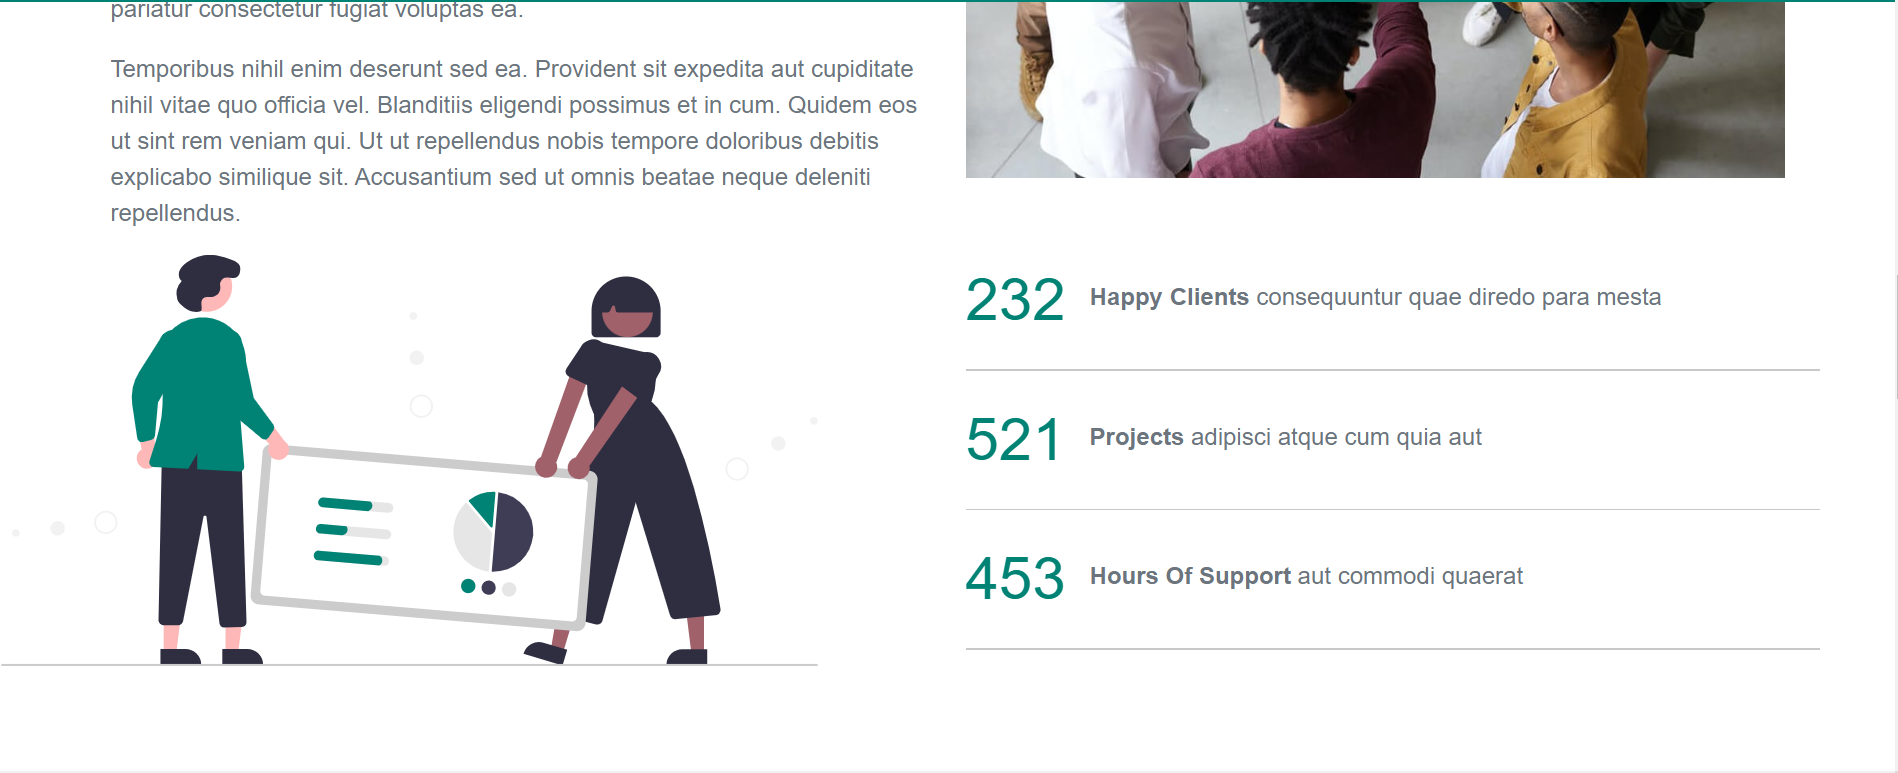 pariatur consectetur fugiat voluptas ea.
Temporibus nihil enim deserunt sed ea. Provident sit expedita aut cupiditate
nihil vitae quo officia vel. Blanditiis eligendi possimus et in cum. Quidem eos
ut sint rem veniam qui. Ut ut repellendus nobis tempore doloribus debitis
explicabo similique sit. Accusantium sed ut omnis beatae neque deleniti
repellendus.
232 Happy Clients consequuntur quae diredo para mesta
521 Projects adipisci atque cum quia aut
453 Hours Of Support aut commodi quaerat